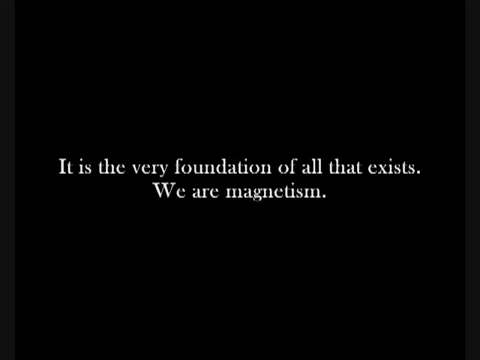 It is the very foundation of all that exists.
We are magnetism.